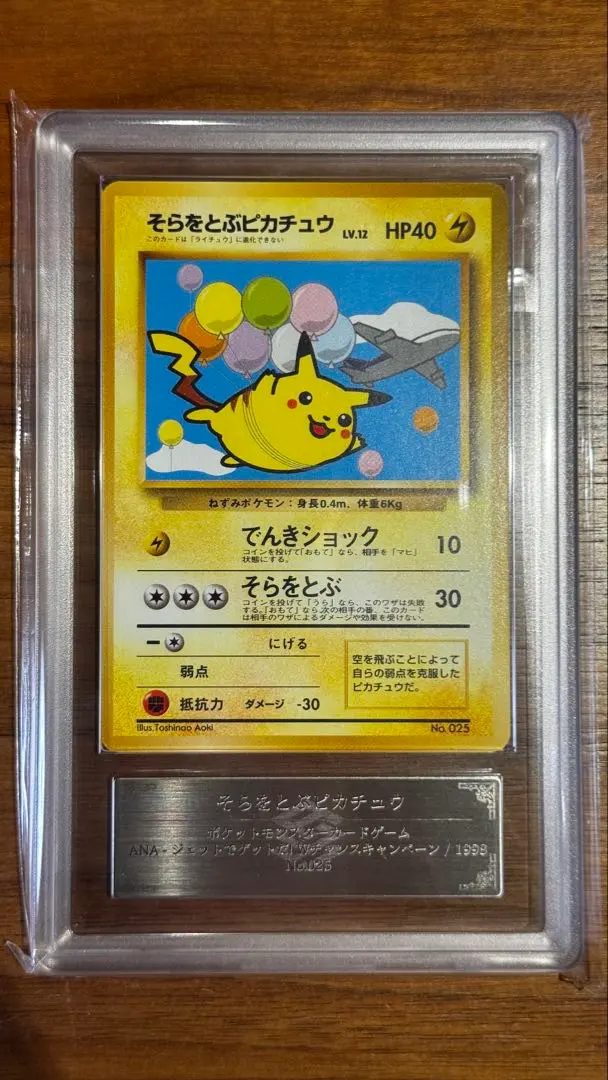 そらをとぶピカチュウ LV.12 HP40
このカードは「ライチュウ」に進化できない
ねずみポケモン：身長0.4m、体重6Kg
でんきショック 10
コインを投げて「おもて」なら、相手を「マヒ」
状態にする。
そらをとぶ 30
コインを投げて「うら」なら、このワザは失敗
する。「おもて」なら、次の相手の番、このカード
は相手のワザによるダメージや効果を受けない。
にげる
弱点
抵抗力 ダメージ -30
空を飛ぶことによって
自らの弱点を克服した
ピカチュウだ。
Illus.Toshinao Aoki No.025
そらをとぶピカチュウ
ポケットモンスターカードゲーム
ANA - ジェットでゲットだ! Wチャンスキャンペーン / 1998
No.025